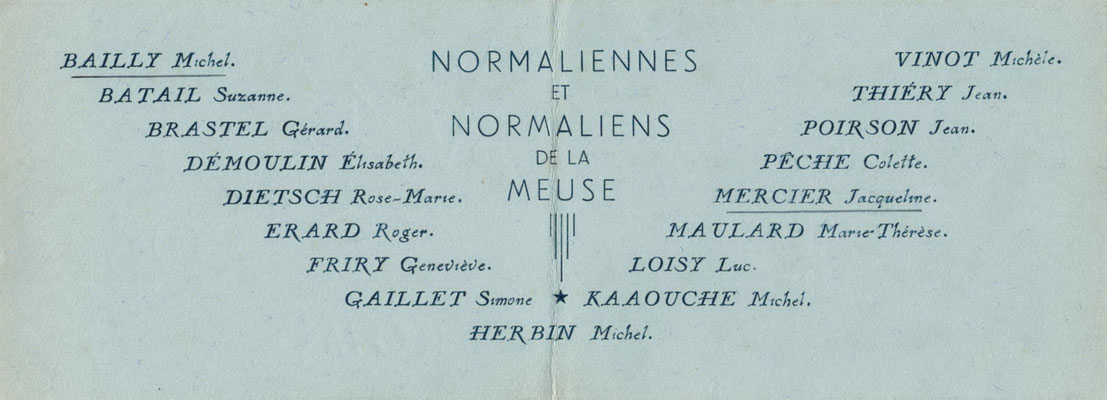 NORMALIENNES
ET
NORMALIENS
DE LA
MEUSE
BAILLY Michel.
BATAIL Suzanne.
BRASTEL Gérard.
DÉMOULIN Élisabeth.
DIETSCH Rose-Marie.
ERARD Roger.
FRIRY Geneviève.
GAILLET Simone ★ KAAOUCHE Michel.
HERBIN Michel.
VINOT Michèle.
THIÉRY Jean.
POIRSON Jean.
PÊCHE Colette.
MERCIER Jacqueline.
MAULARD Marie-Thérèse.
LOISY Luc.